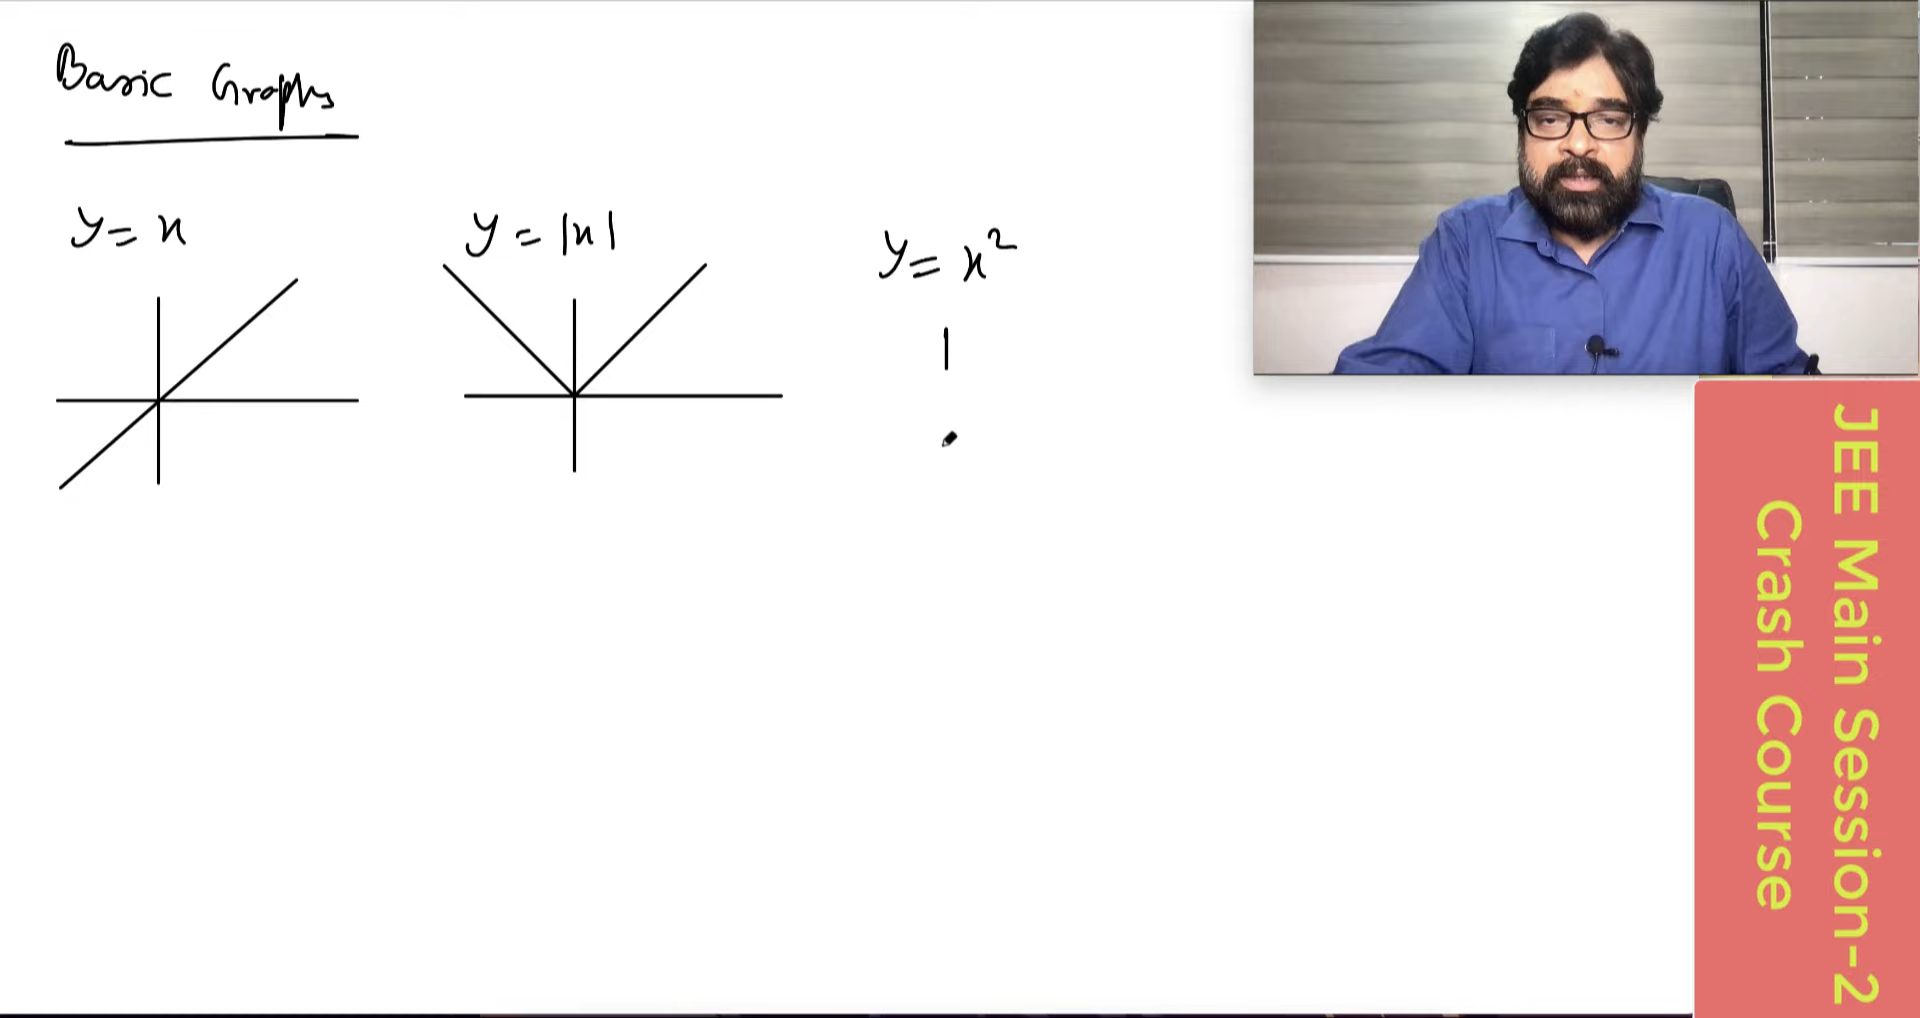 Basic Graphs
y = x
y = |x|
y = x²
JEE Main Session-2
Crash Course